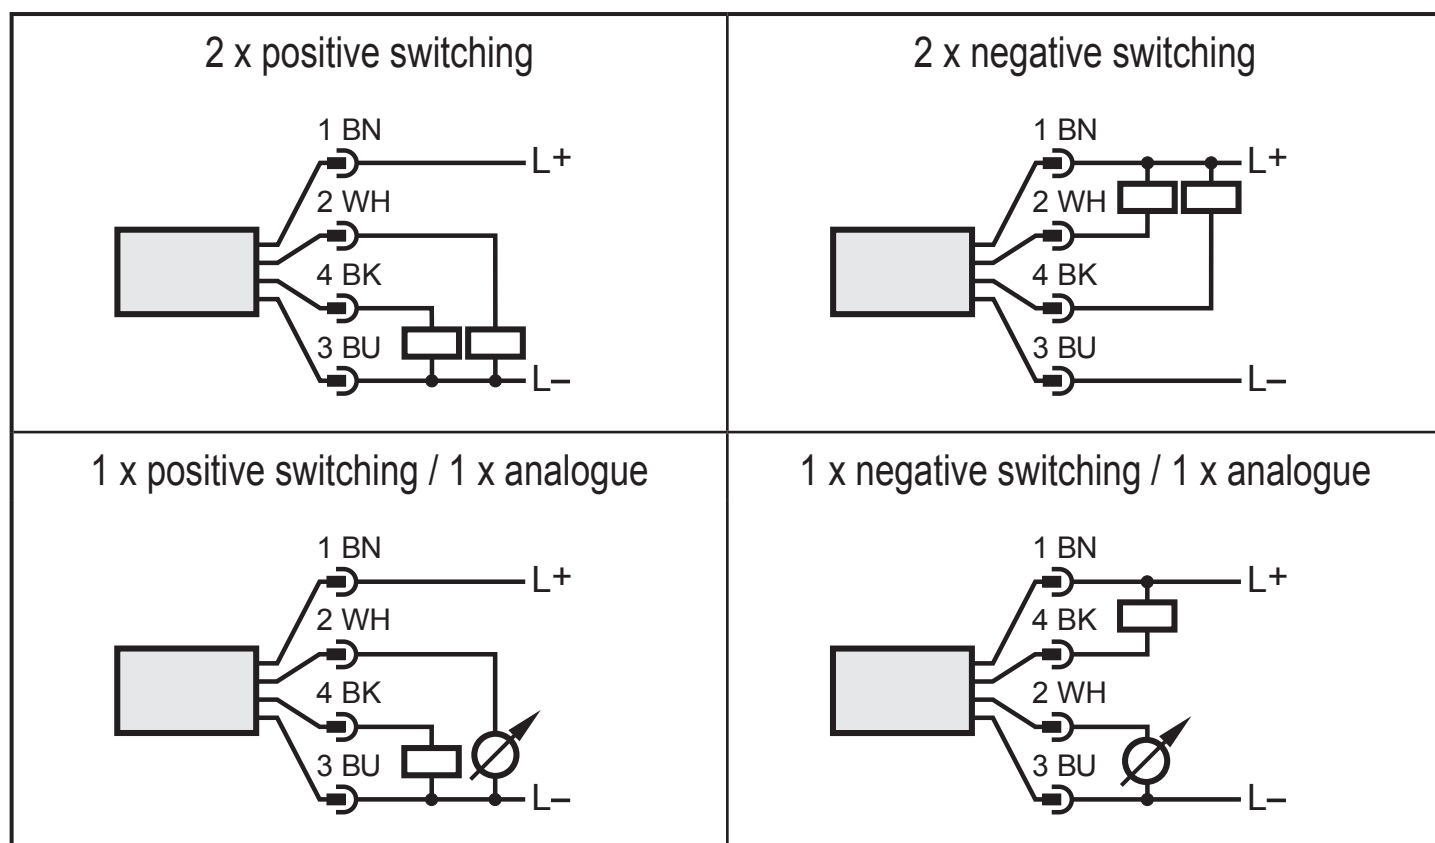 2 x positive switching
1 BN
L+
2 WH
4 BK
3 BU
L–
2 x negative switching
1 BN
L+
2 WH
4 BK
3 BU
L–
1 x positive switching / 1 x analogue
1 BN
L+
2 WH
4 BK
3 BU
L–
1 x negative switching / 1 x analogue
1 BN
L+
4 BK
2 WH
3 BU
L–